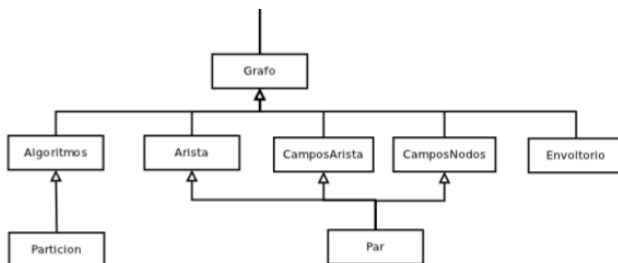 Grafo
Algoritmos
Arista
CamposArista
CamposNodos
Envoltorio
Particion
Par